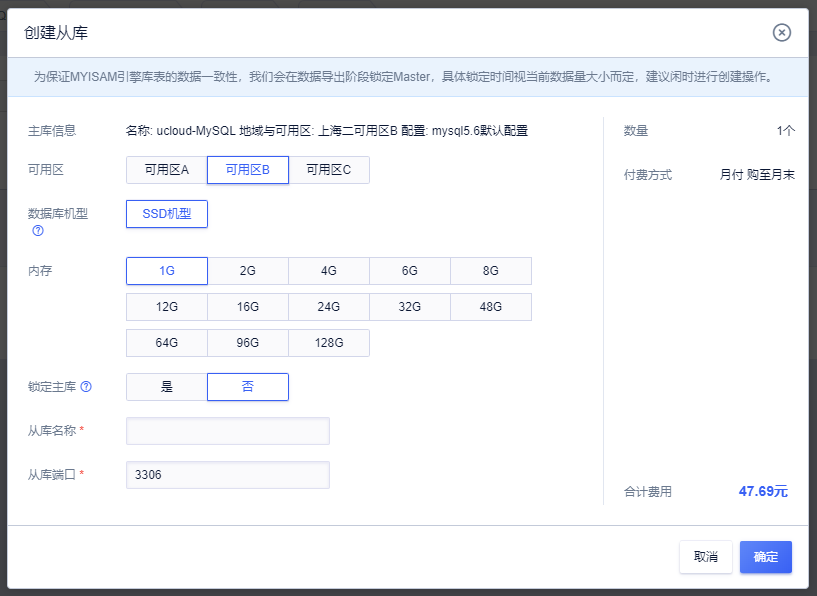 创建从库
为保证MYISAM引擎库表的数据一致性，我们会在数据导出阶段锁定Master，具体锁定时间视当前数据量大小而定，建议闲时进行创建操作。
主库信息 名称: ucloud-MySQL 地域与可用区: 上海二可用区B 配置: mysql5.6默认配置
可用区 可用区A 可用区B 可用区C
数据库机型 SSD机型
内存 1G 2G 4G 6G 8G
12G 16G 24G 32G 48G
64G 96G 128G
锁定主库 是 否
从库名称 *
从库端口 * 3306
数量 1个
付费方式 月付 购至月末
合计费用 47.69元
取消 确定